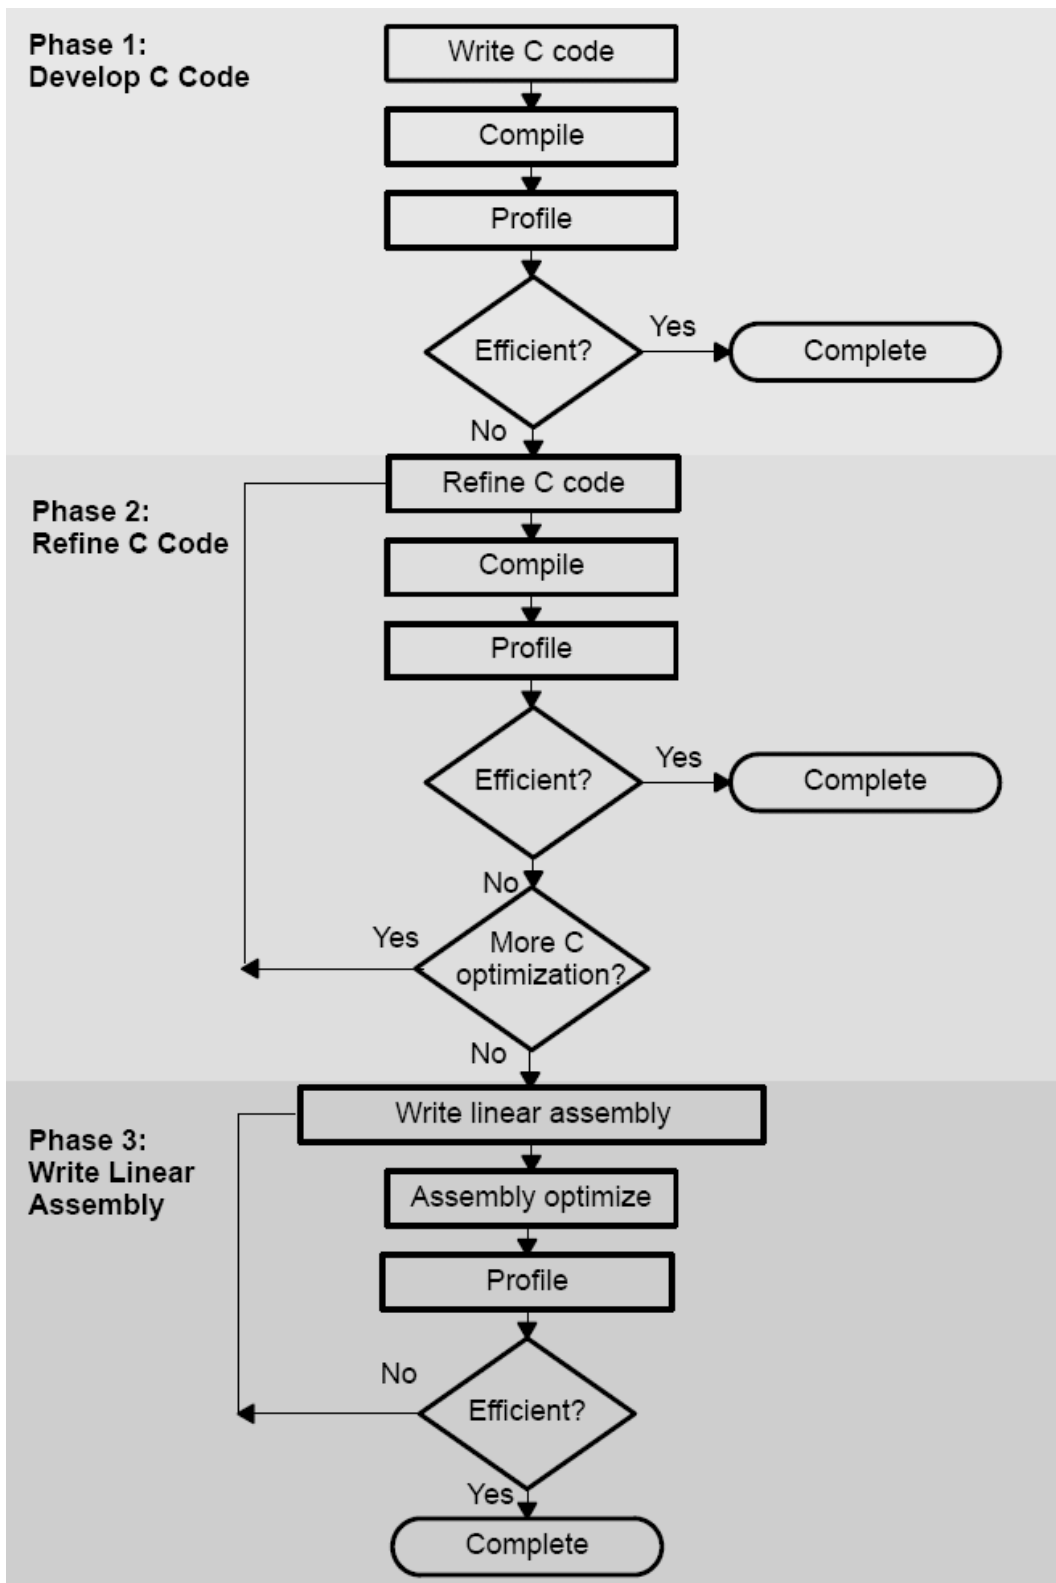 Phase 1:
Develop C Code
Write C code
Compile
Profile
Efficient?
Yes
Complete
No
Phase 2:
Refine C Code
Refine C code
Compile
Profile
Efficient?
Yes
Complete
No
More C
optimization?
Yes
No
Phase 3:
Write Linear
Assembly
Write linear assembly
Assembly optimize
Profile
No
Efficient?
Yes
Complete